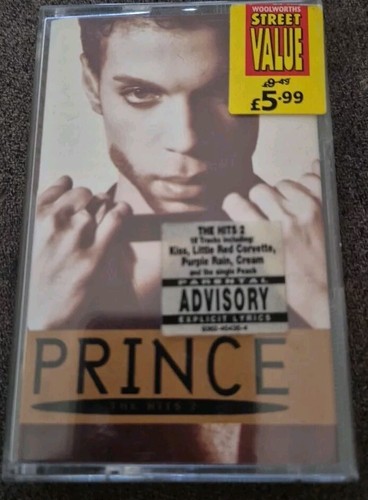 WOOLWORTHS
STREET
VALUE
£9·49
£5·99
THE HITS 2
18 Tracks including:
Kiss, Little Red Corvette,
Purple Rain, Cream
and the single Peach
PARENTAL
ADVISORY
EXPLICIT LYRICS
PRINCE
THE HITS 2